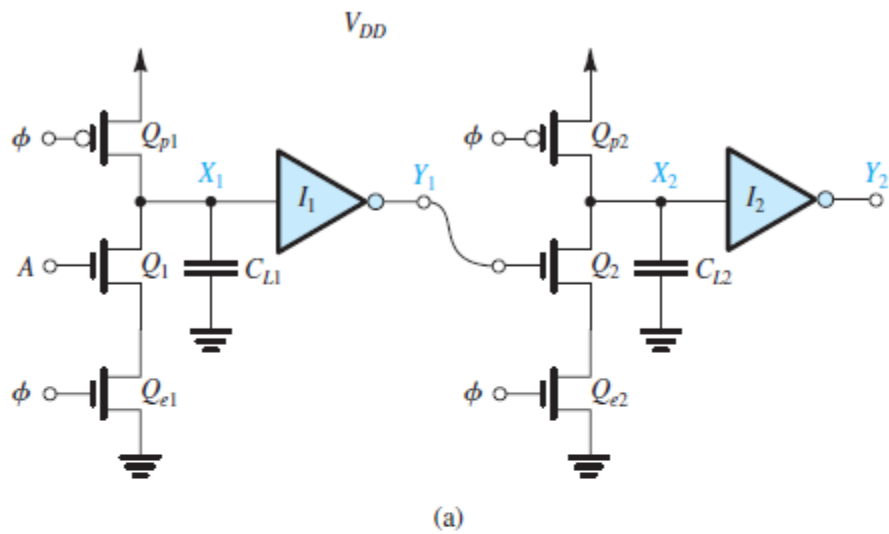 V_DD
ϕ Q_p1 ϕ Q_p2
X_1 Y_1 X_2 Y_2
I_1 I_2
A Q_1 C_L1 Q_2 C_L2
ϕ Q_e1 ϕ Q_e2
(a)